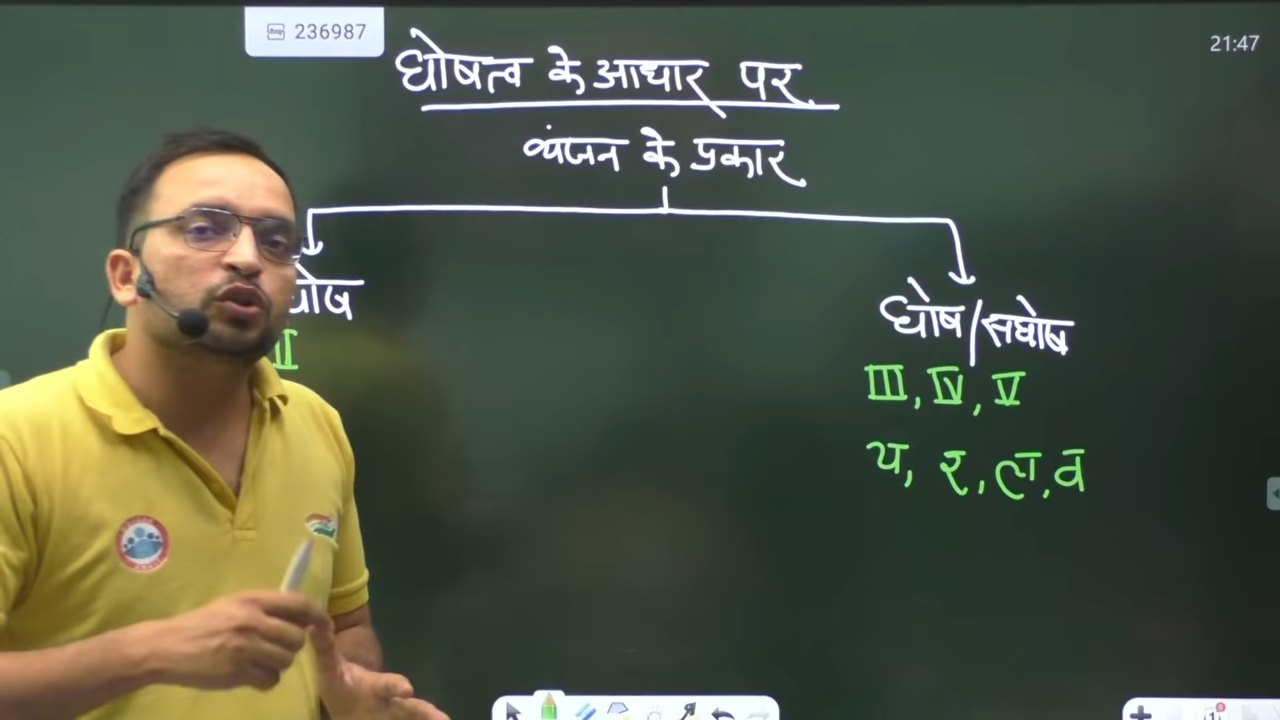 236987
21:47
घोषत्व के आधार पर
व्यंजन के प्रकार
घोष/सघोष
III, IV, V
य, र, ल, व